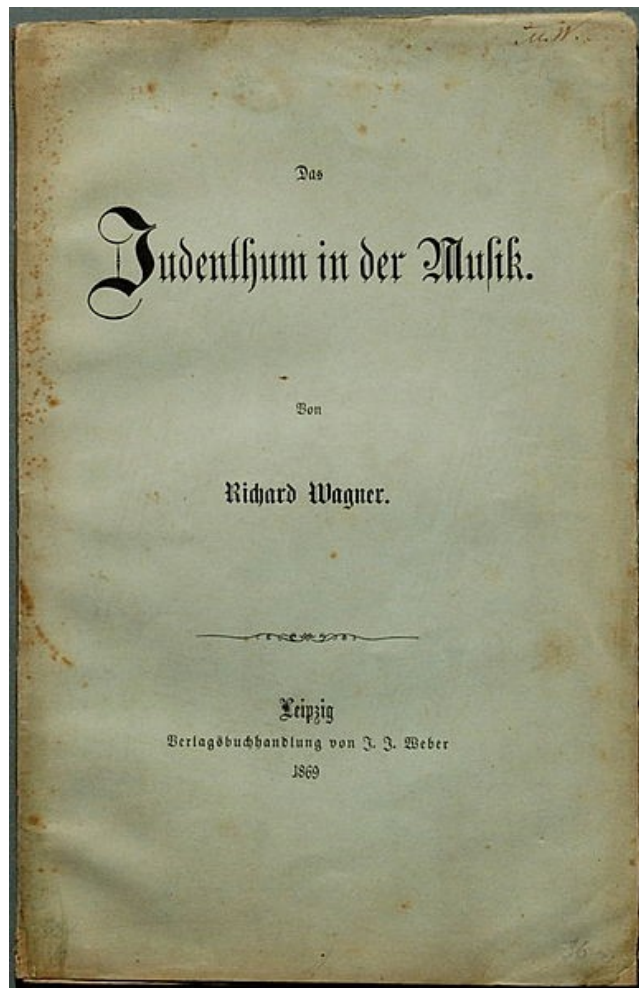 Das
Judenthum in der Musik.
Von
Richard Wagner.
Leipzig
Verlagsbuchhandlung von J. J. Weber
1869